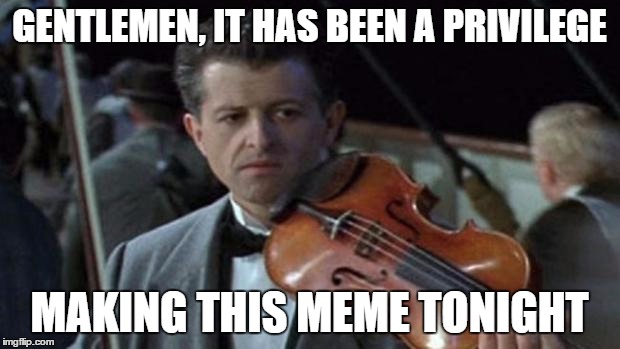 GENTLEMEN, IT HAS BEEN A PRIVILEGE
MAKING THIS MEME TONIGHT
imgflip.com